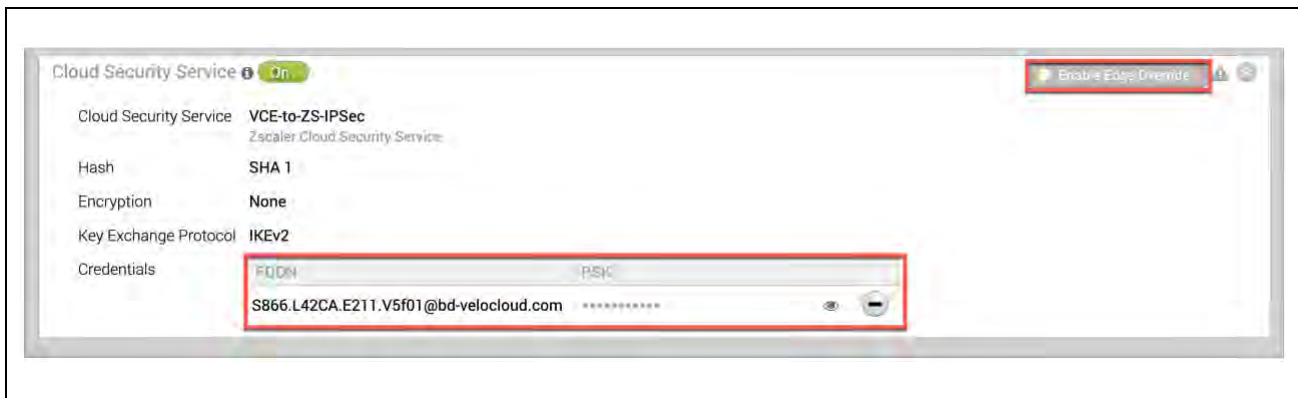 Cloud Security Service On
Enable Edge Override
Cloud Security Service VCE-to-ZS-IPSec
Zscaler Cloud Security Service
Hash SHA 1
Encryption None
Key Exchange Protocol IKEv2
Credentials
FQDN PSK
S866.L42CA.E211.V5f01@bd-velocloud.com ***********